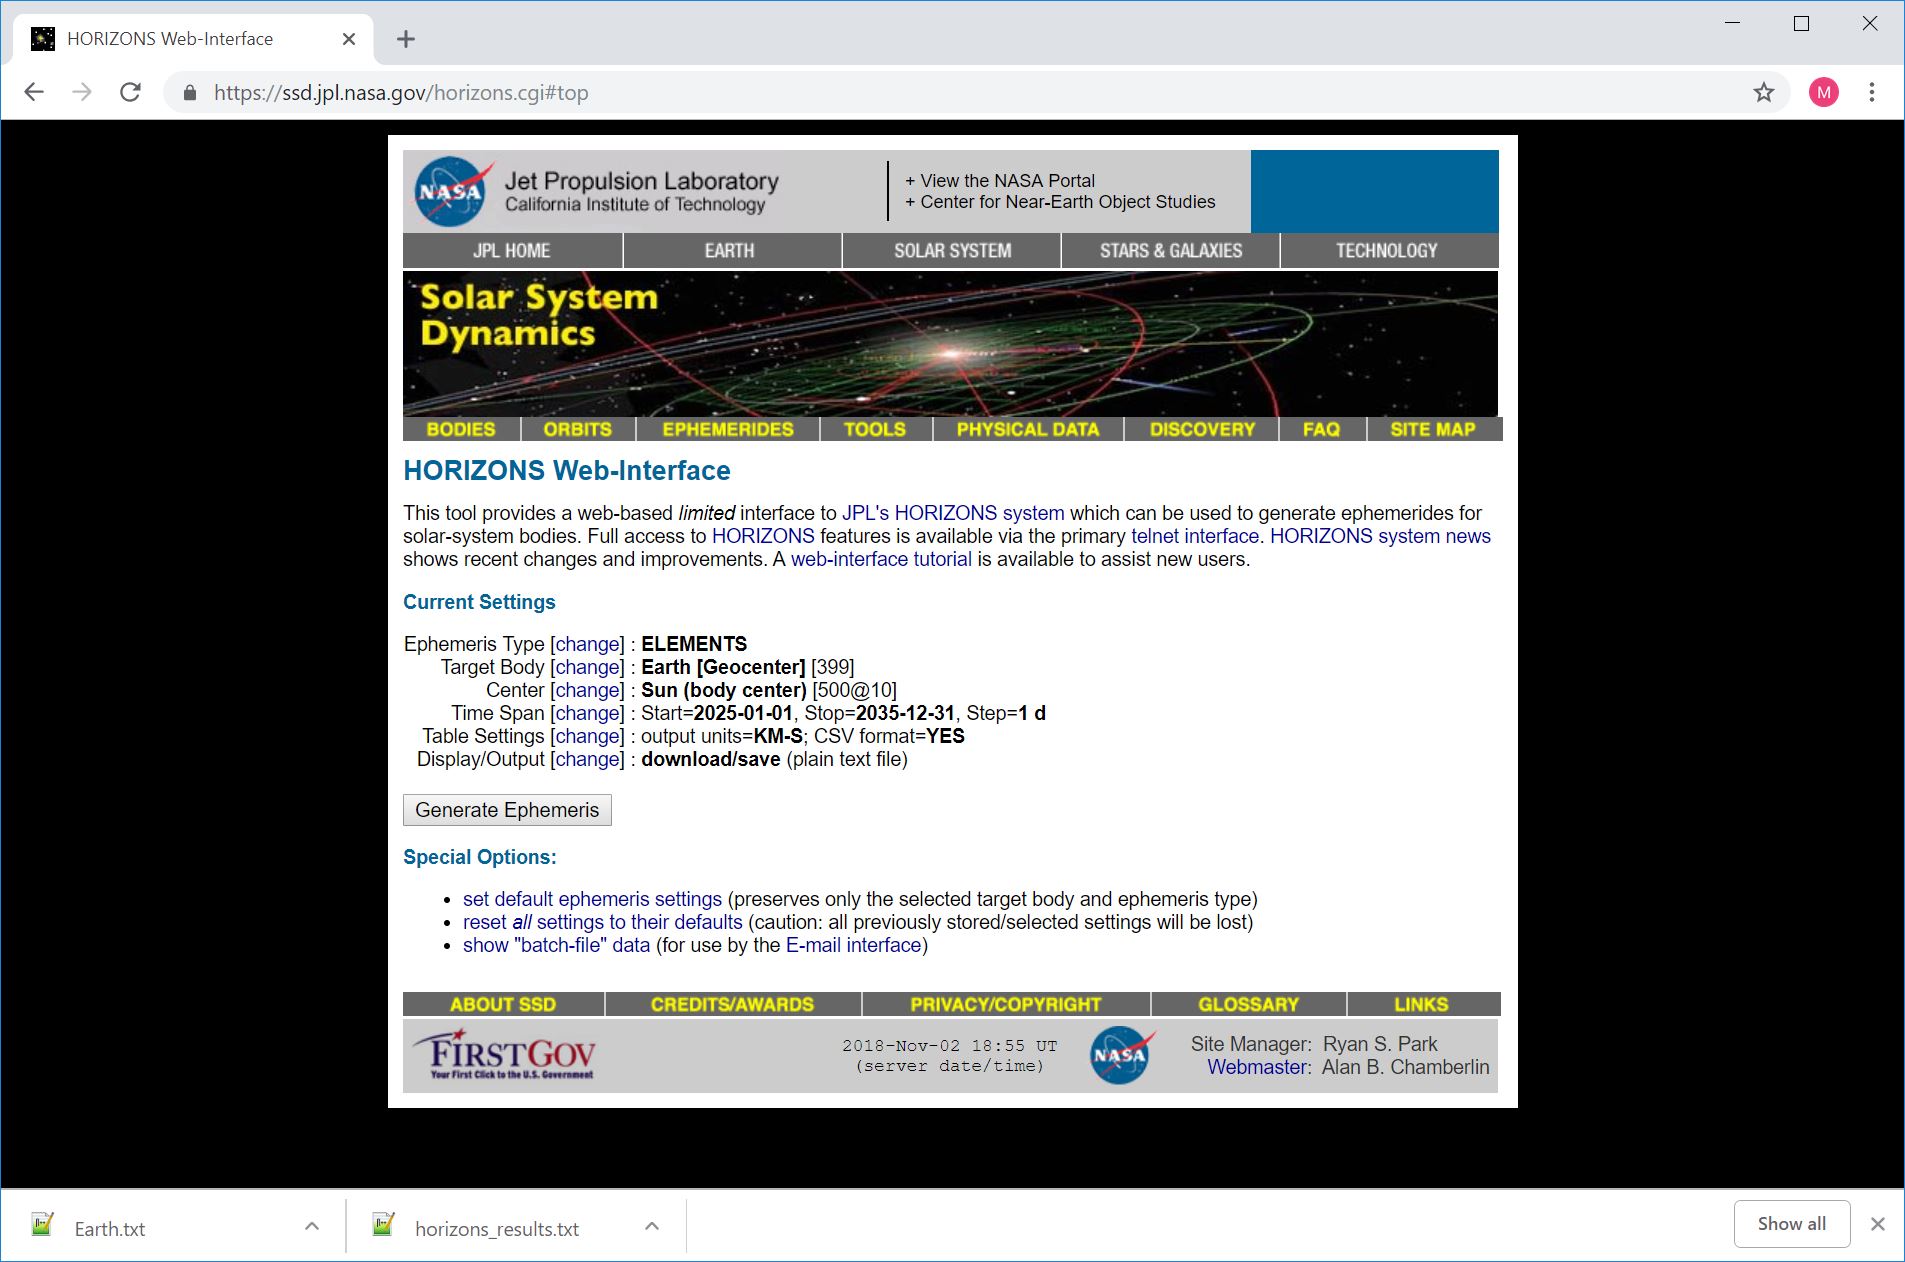 HORIZONS Web-Interface
https://ssd.jpl.nasa.gov/horizons.cgi#top
M
NASA
Jet Propulsion Laboratory
California Institute of Technology
+ View the NASA Portal
+ Center for Near-Earth Object Studies
JPL HOME EARTH SOLAR SYSTEM STARS & GALAXIES TECHNOLOGY
Solar System
Dynamics
BODIES ORBITS EPHEMERIDES TOOLS PHYSICAL DATA DISCOVERY FAQ SITE MAP
HORIZONS Web-Interface
This tool provides a web-based limited interface to JPL's HORIZONS system which can be used to generate ephemerides for
solar-system bodies. Full access to HORIZONS features is available via the primary telnet interface. HORIZONS system news
shows recent changes and improvements. A web-interface tutorial is available to assist new users.
Current Settings
Ephemeris Type [change] : ELEMENTS
Target Body [change] : Earth [Geocenter] [399]
Center [change] : Sun (body center) [500@10]
Time Span [change] : Start=2025-01-01, Stop=2035-12-31, Step=1 d
Table Settings [change] : output units=KM-S; CSV format=YES
Display/Output [change] : download/save (plain text file)
Generate Ephemeris
Special Options:
• set default ephemeris settings (preserves only the selected target body and ephemeris type)
• reset all settings to their defaults (caution: all previously stored/selected settings will be lost)
• show "batch-file" data (for use by the E-mail interface)
ABOUT SSD CREDITS/AWARDS PRIVACY/COPYRIGHT GLOSSARY LINKS
FIRSTGOV
Your First Click to the U.S. Government
2018-Nov-02 18:55 UT
(server date/time)
NASA
Site Manager: Ryan S. Park
Webmaster: Alan B. Chamberlin
Earth.txt
horizons_results.txt
Show all